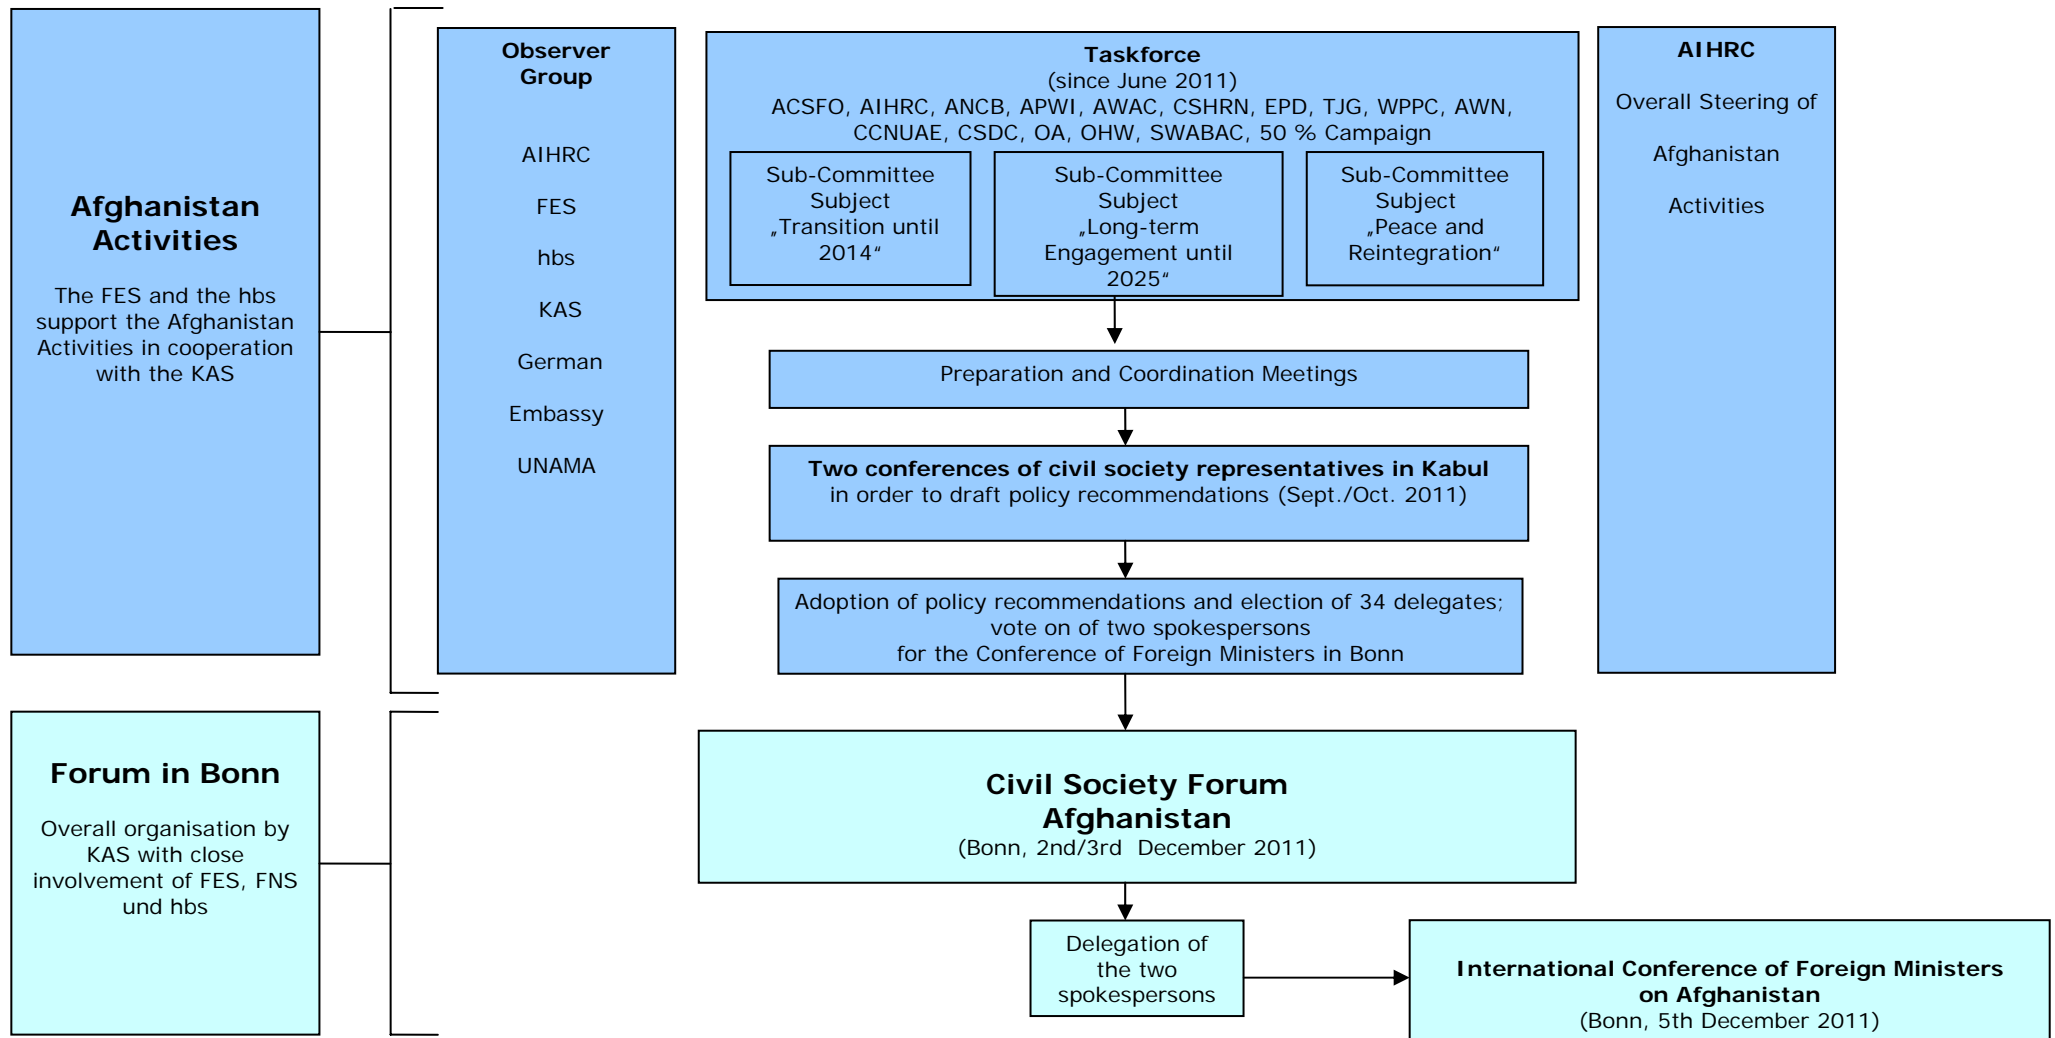 Afghanistan
Activities
The FES and the hbs
support the Afghanistan
Activities in cooperation
with the KAS
Observer
Group
AIHRC
FES
hbs
KAS
German
Embassy
UNAMA
Taskforce
(since June 2011)
ACSFO, AIHRC, ANCB, APWI, AWAC, CSHRN, EPD, TJG, WPPC, AWN,
CCNUAE, CSDC, OA, OHW, SWABAC, 50 % Campaign
Sub-Committee
Subject
„Transition until
2014“
Sub-Committee
Subject
„Long-term
Engagement until
2025“
Sub-Committee
Subject
„Peace and
Reintegration“
AIHRC
Overall Steering of
Afghanistan
Activities
Preparation and Coordination Meetings
Two conferences of civil society representatives in Kabul
in order to draft policy recommendations (Sept./Oct. 2011)
Adoption of policy recommendations and election of 34 delegates;
vote on of two spokespersons
for the Conference of Foreign Ministers in Bonn
Forum in Bonn
Overall organisation by
KAS with close
involvement of FES, FNS
und hbs
Civil Society Forum
Afghanistan
(Bonn, 2nd/3rd December 2011)
Delegation of
the two
spokespersons
International Conference of Foreign Ministers
on Afghanistan
(Bonn, 5th December 2011)